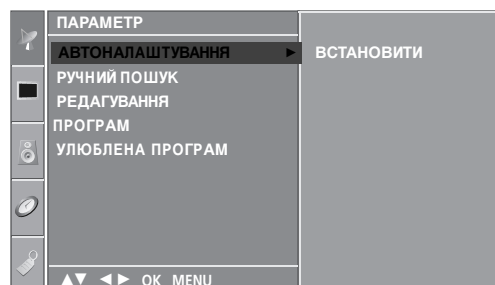 ПАРАМЕТР
АВТОНАЛАШТУВАННЯ ► ВСТАНОВИТИ
РУЧНИЙ ПОШУК
РЕДАГУВАННЯ
ПРОГРАМ
УЛЮБЛЕНА ПРОГРАМ
▲▼ ◄► OK MENU